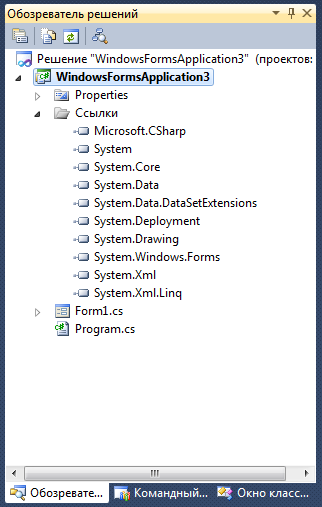 Обозреватель решений
Решение "WindowsFormsApplication3" (проектов:
WindowsFormsApplication3
Properties
Ссылки
Microsoft.CSharp
System
System.Core
System.Data
System.Data.DataSetExtensions
System.Deployment
System.Drawing
System.Windows.Forms
System.Xml
System.Xml.Linq
Form1.cs
Program.cs
Обозревате... Командный... Окно класс...